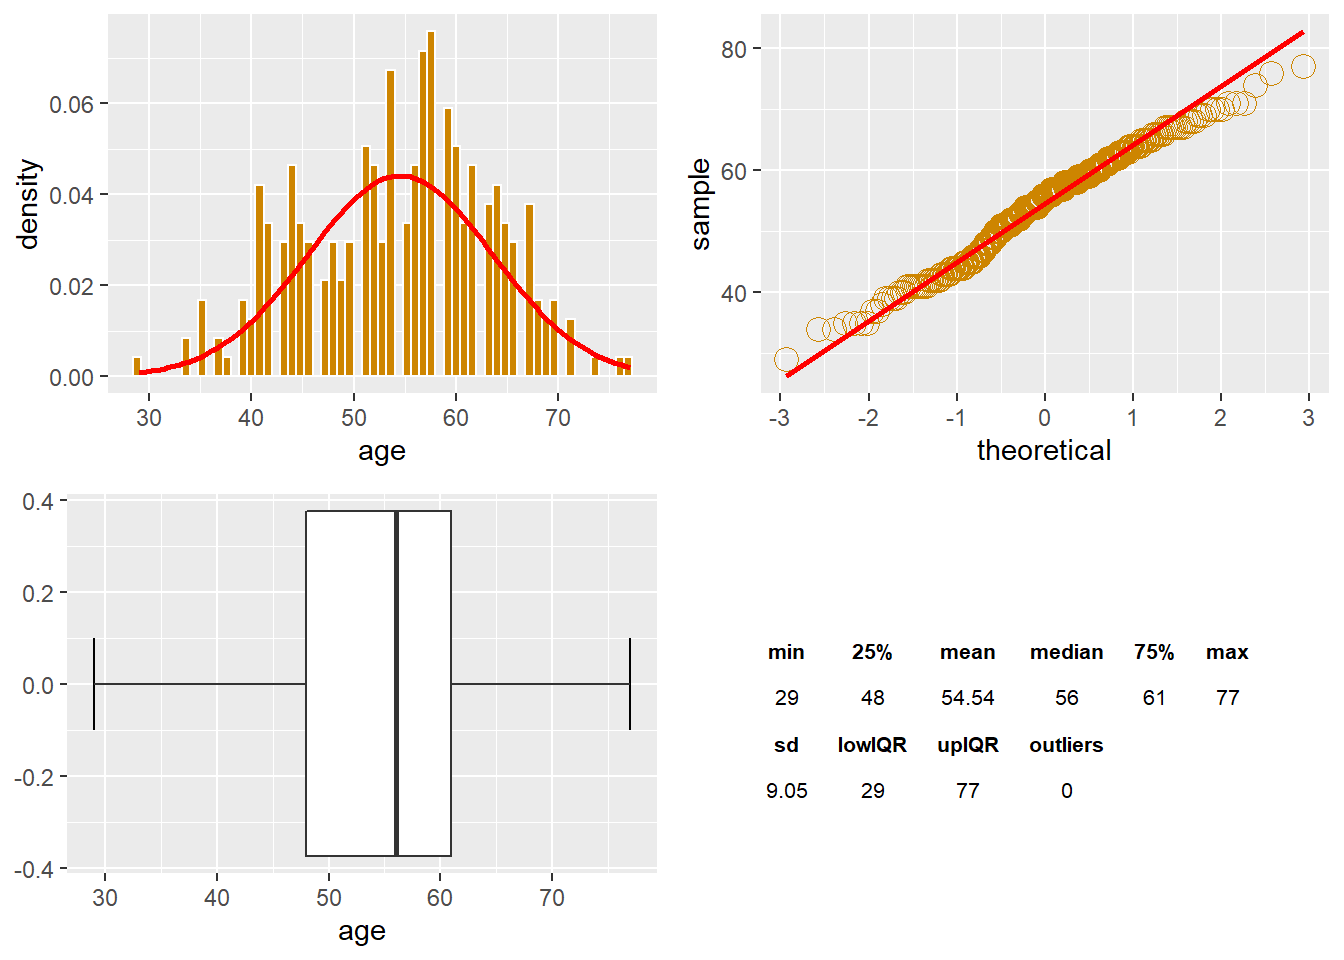 density
0.06
0.04
0.02
0.00
30 40 50 60 70
age
sample
80
60
40
-3 -2 -1 0 1 2 3
theoretical
0.4
0.2
0.0
-0.2
-0.4
30 40 50 60 70
age
min 25% mean median 75% max
29 48 54.54 56 61 77
sd lowIQR upIQR outliers
9.05 29 77 0